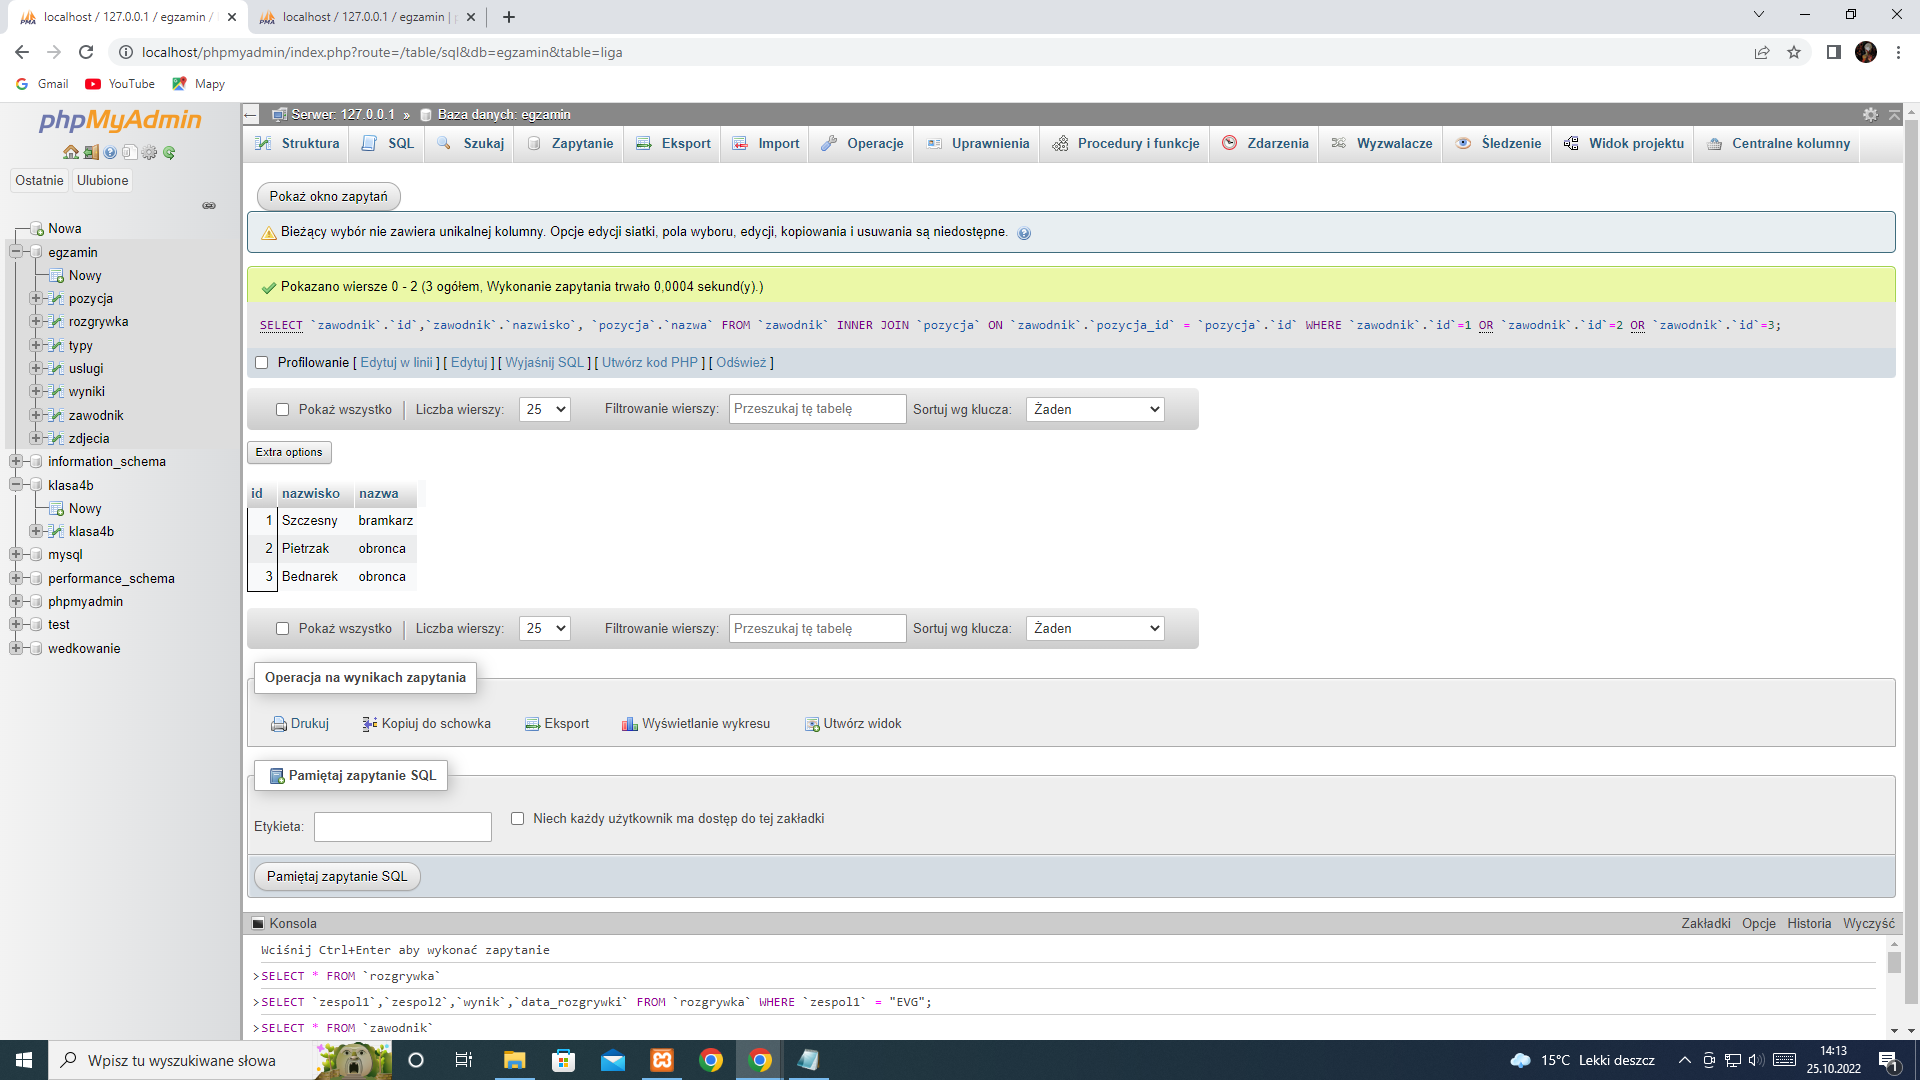 localhost / 127.0.0.1 / egzamin /
localhost / 127.0.0.1 / egzamin |
localhost/phpmyadmin/index.php?route=/table/sql&db=egzamin&table=liga
Gmail YouTube Mapy
phpMyAdmin
Ostatnie Ulubione
Nowa
egzamin
Nowy
pozycja
rozgrywka
typy
uslugi
wyniki
zawodnik
zdjecia
information_schema
klasa4b
Nowy
klasa4b
mysql
performance_schema
phpmyadmin
test
wedkowanie
Serwer: 127.0.0.1 » Baza danych: egzamin
Struktura SQL Szukaj Zapytanie Eksport Import Operacje Uprawnienia Procedury i funkcje Zdarzenia Wyzwalacze Śledzenie Widok projektu Centralne kolumny
Pokaż okno zapytań
Bieżący wybór nie zawiera unikalnej kolumny. Opcje edycji siatki, pola wyboru, edycji, kopiowania i usuwania są niedostępne.
Pokazano wiersze 0 - 2 (3 ogółem, Wykonanie zapytania trwało 0,0004 sekund(y).)
SELECT `zawodnik`.`id`,`zawodnik`.`nazwisko`, `pozycja`.`nazwa` FROM `zawodnik` INNER JOIN `pozycja` ON `zawodnik`.`pozycja_id` = `pozycja`.`id` WHERE `zawodnik`.`id`=1 OR `zawodnik`.`id`=2 OR `zawodnik`.`id`=3;
Profilowanie [ Edytuj w linii ] [ Edytuj ] [ Wyjaśnij SQL ] [ Utwórz kod PHP ] [ Odśwież ]
Pokaż wszystko | Liczba wierszy: 25 Filtrowanie wierszy: Przeszukaj tę tabelę Sortuj wg klucza: Żaden
Extra options
id nazwisko nazwa
1 Szczesny bramkarz
2 Pietrzak obronca
3 Bednarek obronca
Pokaż wszystko | Liczba wierszy: 25 Filtrowanie wierszy: Przeszukaj tę tabelę Sortuj wg klucza: Żaden
Operacja na wynikach zapytania
Drukuj Kopiuj do schowka Eksport Wyświetlanie wykresu Utwórz widok
Pamiętaj zapytanie SQL
Etykieta: Niech każdy użytkownik ma dostęp do tej zakładki
Pamiętaj zapytanie SQL
Konsola Zakładki Opcje Historia Wyczyść
Wciśnij Ctrl+Enter aby wykonać zapytanie
>SELECT * FROM `rozgrywka`
>SELECT `zespol1`,`zespol2`,`wynik`,`data_rozgrywki` FROM `rozgrywka` WHERE `zespol1` = "EVG";
>SELECT * FROM `zawodnik`
Wpisz tu wyszukiwane słowa
15°C Lekki deszcz
14:13
25.10.2022
1